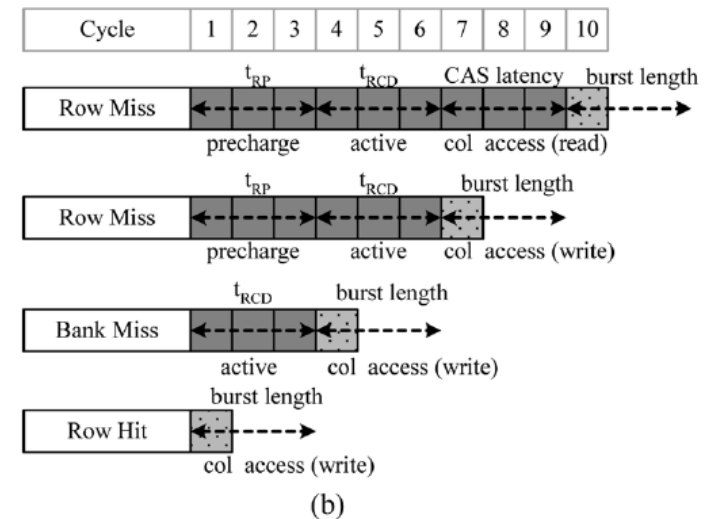 Cycle 1 2 3 4 5 6 7 8 9 10
tRP tRCD CAS latency burst length
Row Miss
precharge active col access (read)
tRP tRCD burst length
Row Miss
precharge active col access (write)
tRCD burst length
Bank Miss
active col access (write)
burst length
Row Hit
col access (write)
(b)